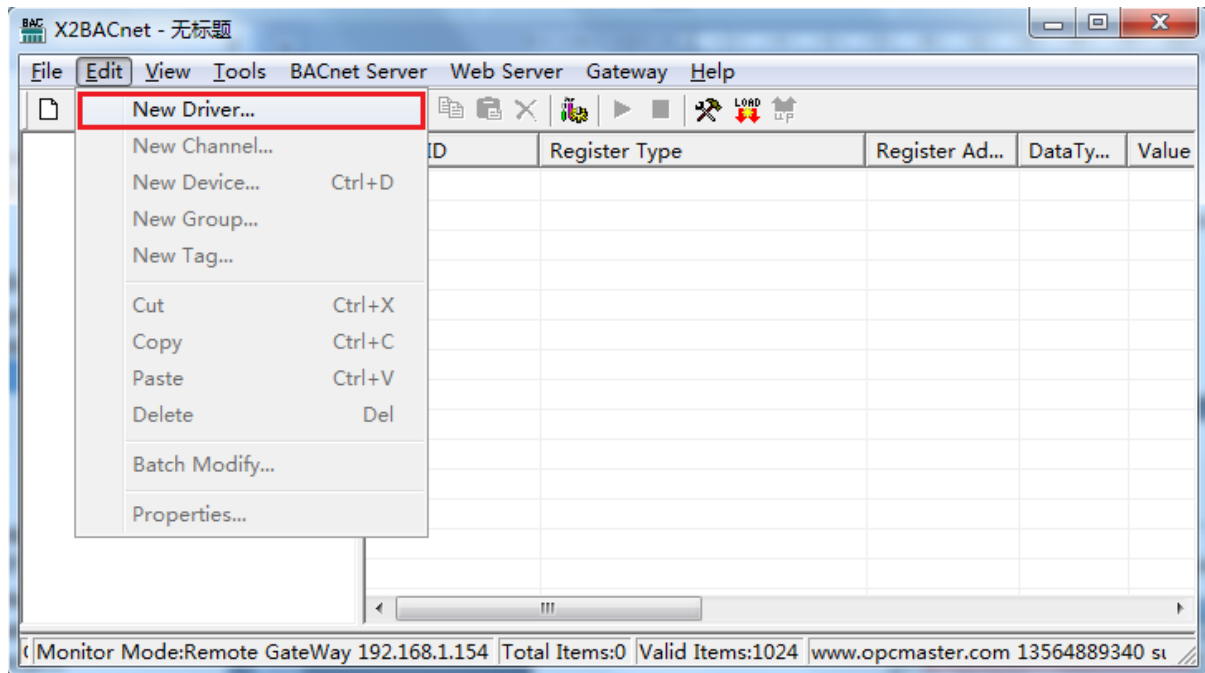 BAC X2BACnet - 无标题
File Edit View Tools BACnet Server Web Server Gateway Help
LOAD UP
New Driver...
New Channel...
ID Register Type Register Ad... DataTy... Value
New Device... Ctrl+D
New Group...
New Tag...
Cut Ctrl+X
Copy Ctrl+C
Paste Ctrl+V
Delete Del
Batch Modify...
Properties...
Monitor Mode:Remote GateWay 192.168.1.154 Total Items:0 Valid Items:1024 www.opcmaster.com 13564889340